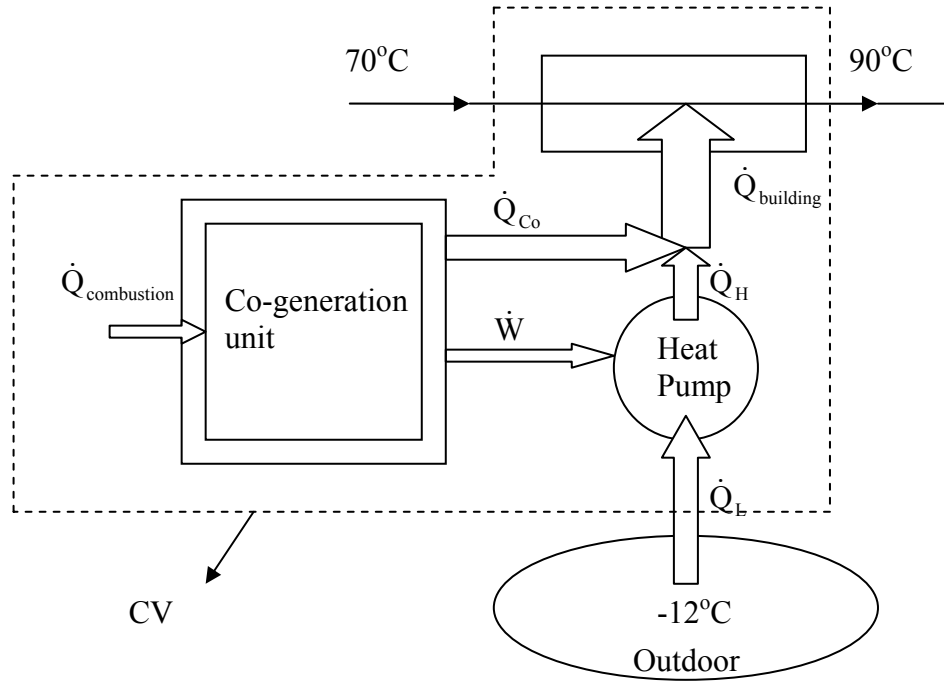 70°C
90°C
Q̇building
Q̇Co
Q̇combustion
Co-generation
unit
Q̇H
Ẇ
Heat
Pump
Q̇L
CV
-12°C
Outdoor